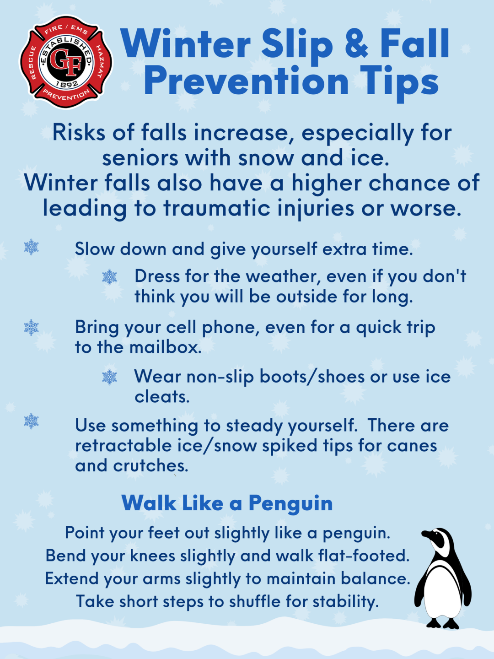 FIRE / EMS
RESCUE
HAZMAT
ESTABLISHED
GF
1892
PREVENTION
Winter Slip & Fall
Prevention Tips
Risks of falls increase, especially for
seniors with snow and ice.
Winter falls also have a higher chance of
leading to traumatic injuries or worse.
Slow down and give yourself extra time.
Dress for the weather, even if you don't
think you will be outside for long.
Bring your cell phone, even for a quick trip
to the mailbox.
Wear non-slip boots/shoes or use ice
cleats.
Use something to steady yourself. There are
retractable ice/snow spiked tips for canes
and crutches.
Walk Like a Penguin
Point your feet out slightly like a penguin.
Bend your knees slightly and walk flat-footed.
Extend your arms slightly to maintain balance.
Take short steps to shuffle for stability.